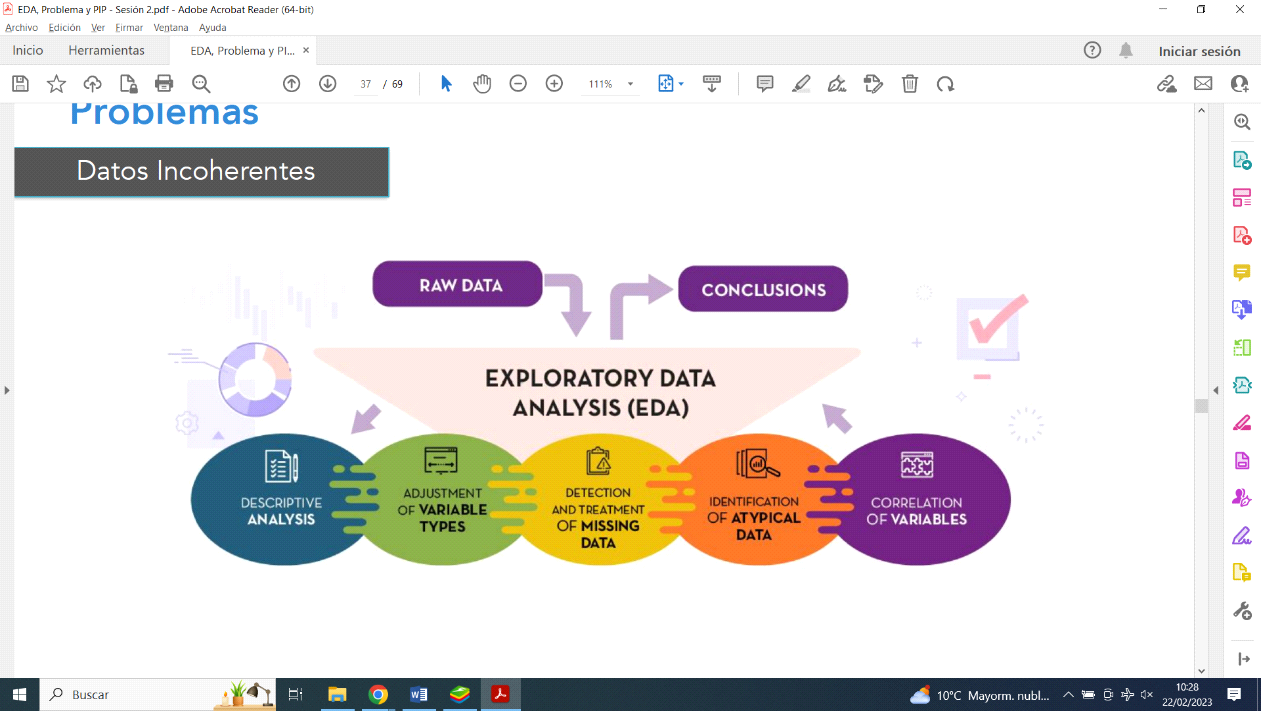 EDA, Problema y PIP - Sesión 2.pdf - Adobe Acrobat Reader (64-bit)
Archivo Edición Ver Firmar Ventana Ayuda
Inicio Herramientas EDA, Problema y PI... × Iniciar sesión
37 / 69 111%
Problemas
Datos Incoherentes
RAW DATA
CONCLUSIONS
EXPLORATORY DATA
ANALYSIS (EDA)
DESCRIPTIVE
ANALYSIS
ADJUSTMENT
OF VARIABLE
TYPES
DETECTION
AND TREATMENT
OF MISSING
DATA
IDENTIFICATION
OF ATYPICAL
DATA
CORRELATION
OF VARIABLES
Buscar
10°C Mayorm. nubl...
10:28
22/02/2023